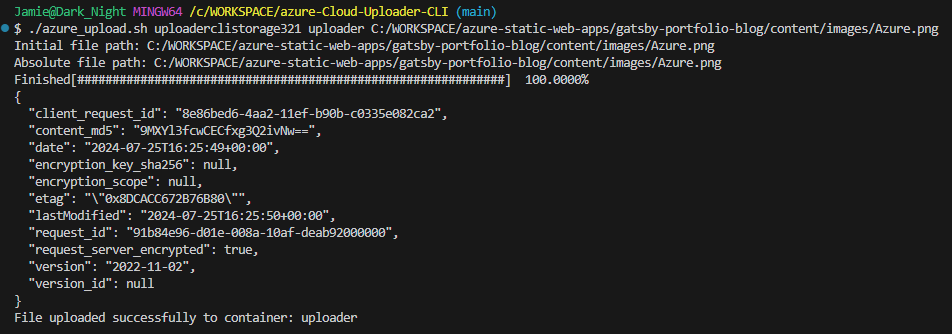 Jamie@Dark_Night MINGW64 /c/WORKSPACE/azure-Cloud-Uploader-CLI (main)
$ ./azure_upload.sh uploaderclistorage321 uploader C:/WORKSPACE/azure-static-web-apps/gatsby-portfolio-blog/content/images/Azure.png
Initial file path: C:/WORKSPACE/azure-static-web-apps/gatsby-portfolio-blog/content/images/Azure.png
Absolute file path: C:/WORKSPACE/azure-static-web-apps/gatsby-portfolio-blog/content/images/Azure.png
Finished[#############################################################]  100.0000%
{
  "client_request_id": "8e86bed6-4aa2-11ef-b90b-c0335e082ca2",
  "content_md5": "9MXYl3fcwCECfxg3Q2ivNw==",
  "date": "2024-07-25T16:25:49+00:00",
  "encryption_key_sha256": null,
  "encryption_scope": null,
  "etag": "\"0x8DCACC672B76B80\"",
  "lastModified": "2024-07-25T16:25:50+00:00",
  "request_id": "91b84e96-d01e-008a-10af-deab92000000",
  "request_server_encrypted": true,
  "version": "2022-11-02",
  "version_id": null
}
File uploaded successfully to container: uploader